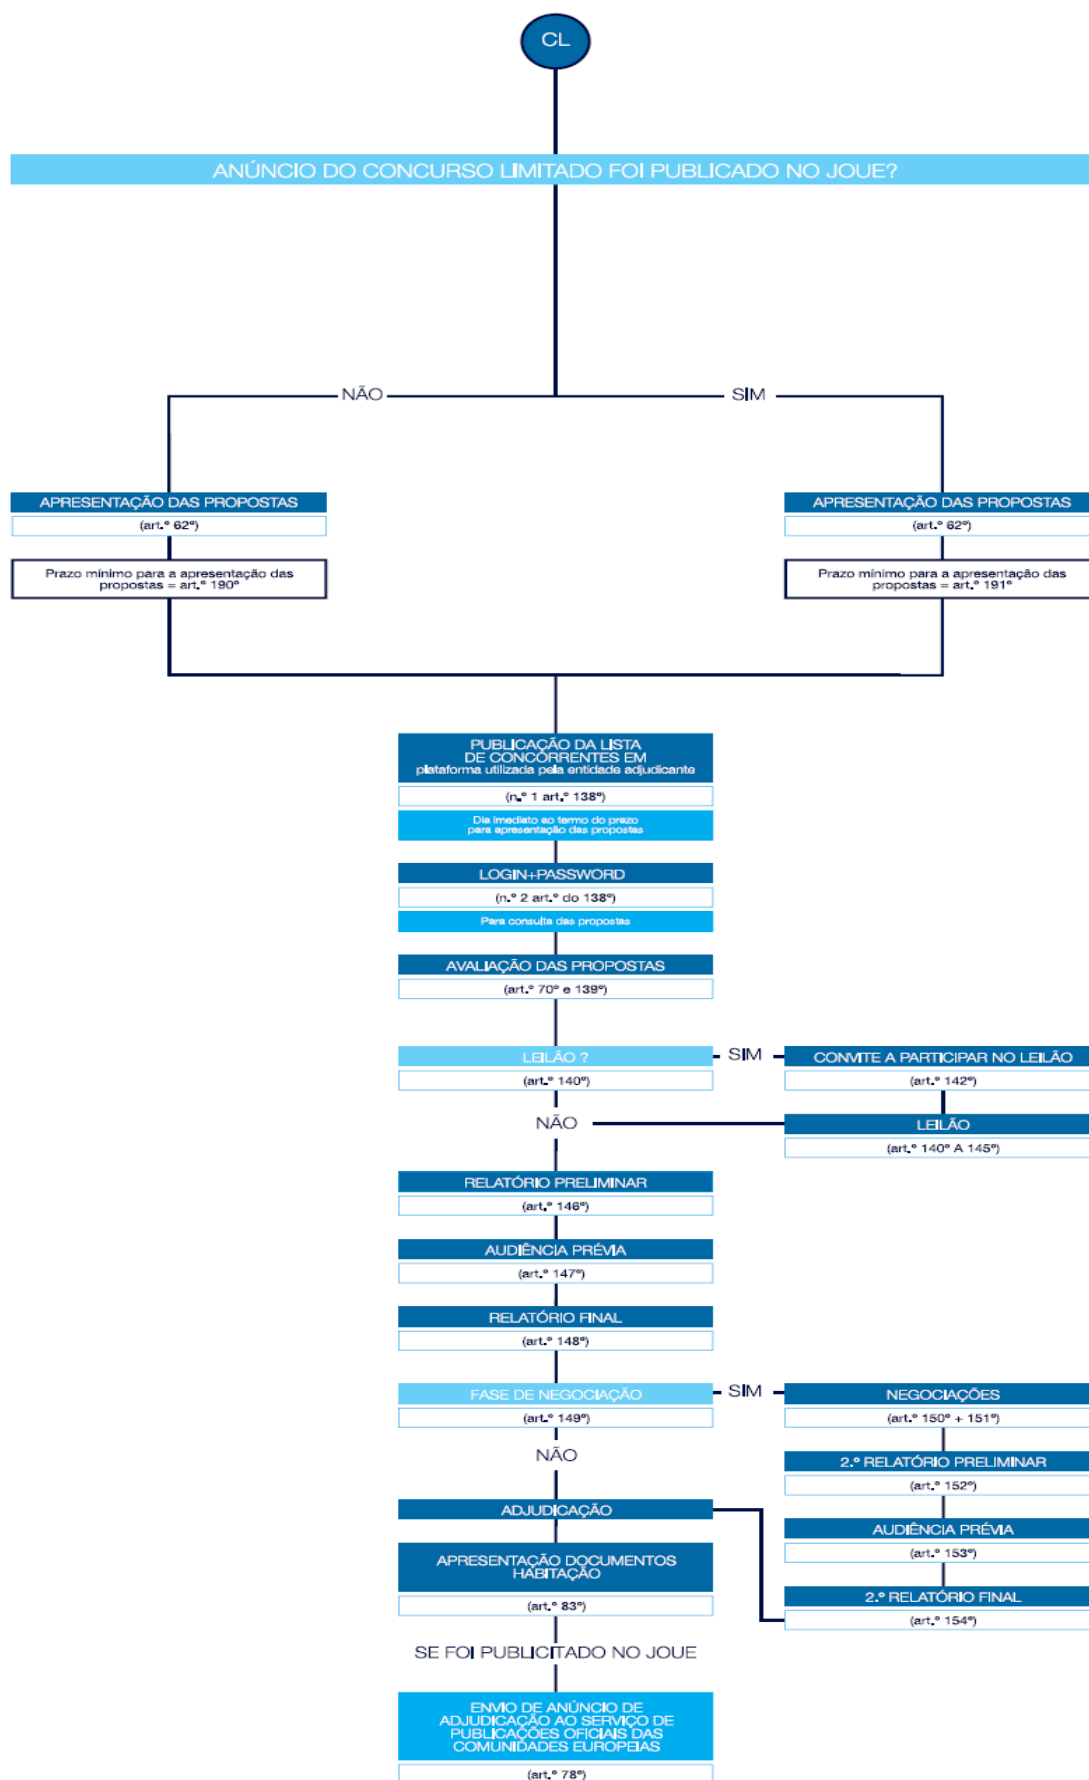 CL
ANÚNCIO DO CONCURSO LIMITADO FOI PUBLICADO NO JOUE?
NÃO
SIM
APRESENTAÇÃO DAS PROPOSTAS
(art.º 62º)
Prazo mínimo para a apresentação das
propostas = art.º 190º
APRESENTAÇÃO DAS PROPOSTAS
(art.º 62º)
Prazo mínimo para a apresentação das
propostas = art.º 191º
PUBLICAÇÃO DA LISTA
DE CONCORRENTES EM
plataforma utilizada pela entidade adjudicante
(n.º 1 art.º 138º)
Dia imediato ao termo do prazo
para apresentação das propostas
LOGIN+PASSWORD
(n.º 2 art.º do 138º)
Para consulta das propostas
AVALIAÇÃO DAS PROPOSTAS
(art.º 70º e 139º)
LEILÃO ?
(art.º 140º)
SIM
CONVITE A PARTICIPAR NO LEILÃO
(art.º 142º)
NÃO
LEILÃO
(art.º 140º A 145º)
RELATÓRIO PRELIMINAR
(art.º 146º)
AUDIÊNCIA PRÉVIA
(art.º 147º)
RELATÓRIO FINAL
(art.º 148º)
FASE DE NEGOCIAÇÃO
(art.º 149º)
SIM
NEGOCIAÇÕES
(art.º 150º + 151º)
NÃO
2.º RELATÓRIO PRELIMINAR
(art.º 152º)
AUDIÊNCIA PRÉVIA
(art.º 153º)
2.º RELATÓRIO FINAL
(art.º 154º)
ADJUDICAÇÃO
APRESENTAÇÃO DOCUMENTOS
HABITAÇÃO
(art.º 83º)
SE FOI PUBLICITADO NO JOUE
ENVIO DE ANÚNCIO DE
ADJUDICAÇÃO AO SERVIÇO DE
PUBLICAÇÕES OFICIAIS DAS
COMUNIDADES EUROPEIAS
(art.º 78º)